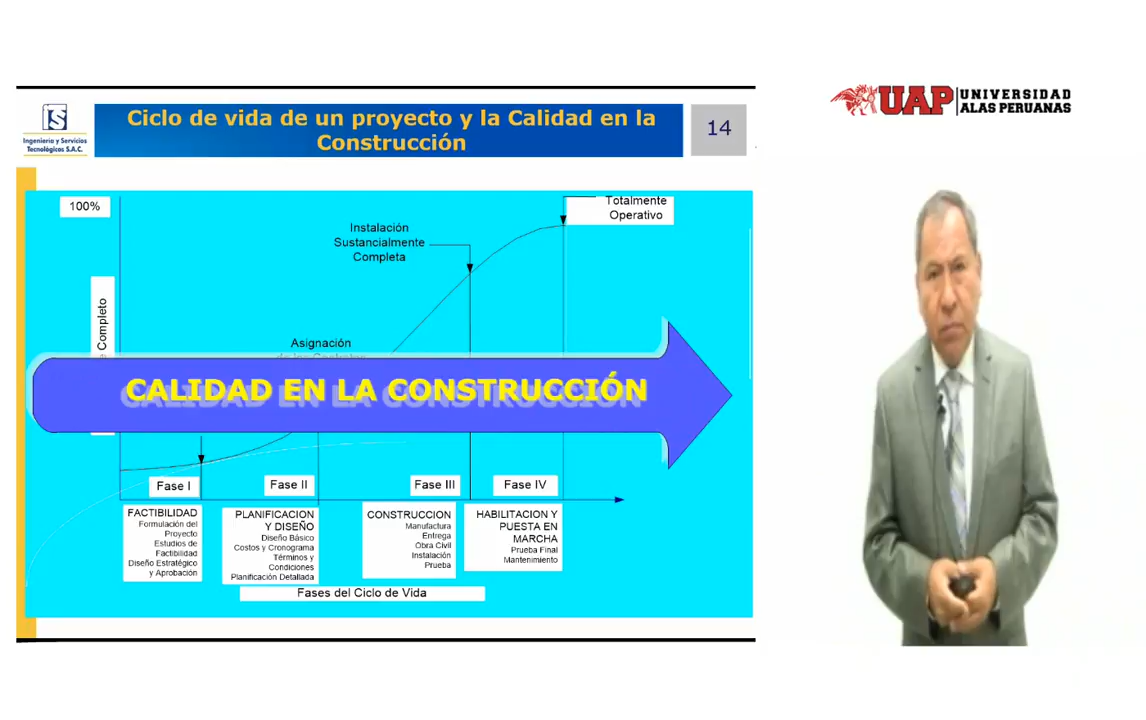 Ciclo de vida de un proyecto y la Calidad en la
Construcción
14
IS
Ingeniería y Servicios
Tecnológicos S.A.C.
UAP
UNIVERSIDAD
ALAS PERUANAS
100%
Totalmente
Operativo
Instalación
Sustancialmente
Completa
Completo
Asignación
CALIDAD EN LA CONSTRUCCIÓN
Fase I
Fase II
Fase III
Fase IV
FACTIBILIDAD
Formulación del
Proyecto
Estudios de
Factibilidad
Diseño Estratégico
y Aprobación
PLANIFICACION
Y DISEÑO
Diseño Básico
Costos y Cronograma
Términos y
Condiciones
Planificación Detallada
CONSTRUCCION
Manufactura
Entrega
Obra Civil
Instalación
Prueba
HABILITACION Y
PUESTA EN
MARCHA
Prueba Final
Mantenimiento
Fases del Ciclo de Vida